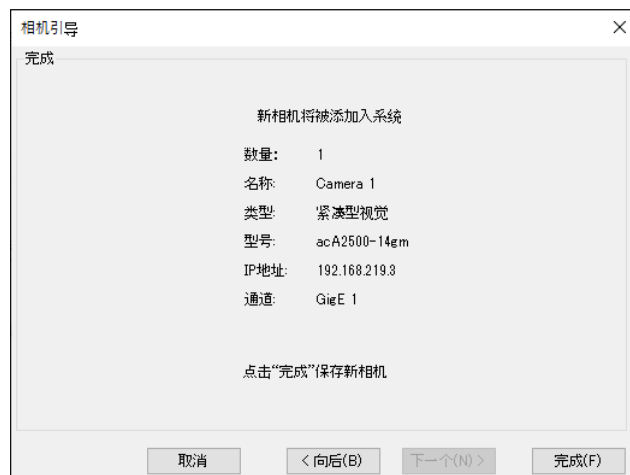 相机引导
完成
新相机将被添加入系统
数量: 1
名称: Camera 1
类型: 紧凑型视觉
型号: acA2500-14gm
IP地址: 192.168.219.3
通道: GigE 1
点击“完成”保存新相机
取消
< 向后(B)
下一个(N) >
完成(F)